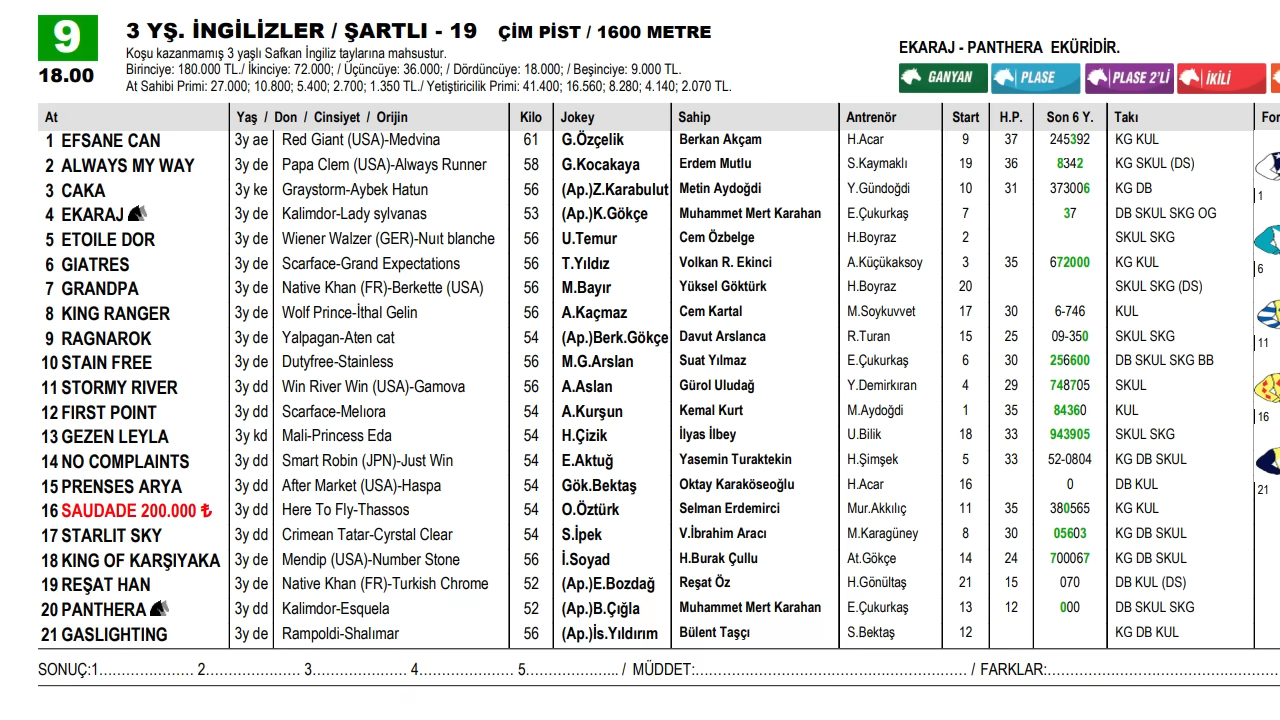 9
18.00
3 YŞ. İNGİLİZLER / ŞARTLI - 19 ÇİM PİST / 1600 METRE
Koşu kazanmamış 3 yaşlı Safkan İngiliz taylarına mahsustur.
Birinciye: 180.000 TL./ İkinciye: 72.000; / Üçüncüye: 36.000; / Dördüncüye: 18.000; / Beşinciye: 9.000 TL.
At Sahibi Primi: 27.000; 10.800; 5.400; 2.700; 1.350 TL./ Yetiştiricilik Primi: 41.400; 16.560; 8.280; 4.140; 2.070 TL.
EKARAJ - PANTHERA EKÜRİDİR.
GANYAN PLASE PLASE 2'Lİ İKİLİ
At Yaş / Don / Cinsiyet / Orijin Kilo Jokey Sahip Antrenör Start H.P. Son 6 Y. Takı For
1 EFSANE CAN 3y ae Red Giant (USA)-Medvina 61 G.Özçelik Berkan Akçam H.Acar 9 37 245392 KG KUL
2 ALWAYS MY WAY 3y de Papa Clem (USA)-Always Runner 58 G.Kocakaya Erdem Mutlu S.Kaymaklı 19 36 8342 KG SKUL (DS)
3 CAKA 3y ke Graystorm-Aybek Hatun 56 (Ap.)Z.Karabulut Metin Aydoğdi Y.Gündoğdi 10 31 373006 KG DB 1
4 EKARAJ 3y de Kalimdor-Lady sylvanas 53 (Ap.)K.Gökçe Muhammet Mert Karahan E.Çukurkaş 7 37 DB SKUL SKG OG
5 ETOILE DOR 3y de Wiener Walzer (GER)-Nuıt blanche 56 U.Temur Cem Özbelge H.Boyraz 2 SKUL SKG
6 GIATRES 3y de Scarface-Grand Expectations 56 T.Yıldız Volkan R. Ekinci A.Küçükaksoy 3 35 672000 KG KUL 6
7 GRANDPA 3y de Native Khan (FR)-Berkette (USA) 56 M.Bayır Yüksel Göktürk H.Boyraz 20 SKUL SKG (DS)
8 KING RANGER 3y de Wolf Prince-İthal Gelin 56 A.Kaçmaz Cem Kartal M.Soykuvvet 17 30 6-746 KUL
9 RAGNAROK 3y de Yalpagan-Aten cat 54 (Ap.)Berk.Gökçe Davut Arslanca R.Turan 15 25 09-350 SKUL SKG 11
10 STAIN FREE 3y de Dutyfree-Stainless 56 M.G.Arslan Suat Yılmaz E.Çukurkaş 6 30 256600 DB SKUL SKG BB
11 STORMY RIVER 3y dd Win River Win (USA)-Gamova 56 A.Aslan Gürol Uludağ Y.Demirkıran 4 29 748705 SKUL
12 FIRST POINT 3y dd Scarface-Melıora 54 A.Kurşun Kemal Kurt M.Aydoğdi 1 35 84360 KUL 16
13 GEZEN LEYLA 3y kd Mali-Princess Eda 54 H.Çizik İlyas İlbey U.Bilik 18 33 943905 SKUL SKG
14 NO COMPLAINTS 3y dd Smart Robin (JPN)-Just Win 54 E.Aktuğ Yasemin Turaktekin H.Şimşek 5 33 52-0804 KG DB SKUL
15 PRENSES ARYA 3y dd After Market (USA)-Haspa 54 Gök.Bektaş Oktay Karaköseoğlu H.Acar 16 0 DB KUL 21
16 SAUDADE 200.000 ₺ 3y dd Here To Fly-Thassos 54 O.Öztürk Selman Erdemirci Mur.Akkılıç 11 35 380565 KG KUL
17 STARLIT SKY 3y dd Crimean Tatar-Cyrstal Clear 54 S.İpek V.İbrahim Aracı M.Karagüney 8 30 05603 KG DB SKUL
18 KING OF KARŞIYAKA 3y de Mendip (USA)-Number Stone 56 İ.Soyad H.Burak Çullu At.Gökçe 14 24 700067 KG DB SKUL
19 REŞAT HAN 3y de Native Khan (FR)-Turkish Chrome 52 (Ap.)E.Bozdağ Reşat Öz H.Gönültaş 21 15 070 DB KUL (DS)
20 PANTHERA 3y dd Kalimdor-Esquela 52 (Ap.)B.Çığla Muhammet Mert Karahan E.Çukurkaş 13 12 000 DB SKUL SKG
21 GASLIGHTING 3y de Rampoldi-Shalımar 56 (Ap.)İs.Yıldırım Bülent Taşçı S.Bektaş 12 KG DB KUL
SONUÇ:1..................... 2..................... 3..................... 4..................... 5..................... / MÜDDET:............................................................ / FARKLAR:....................................................